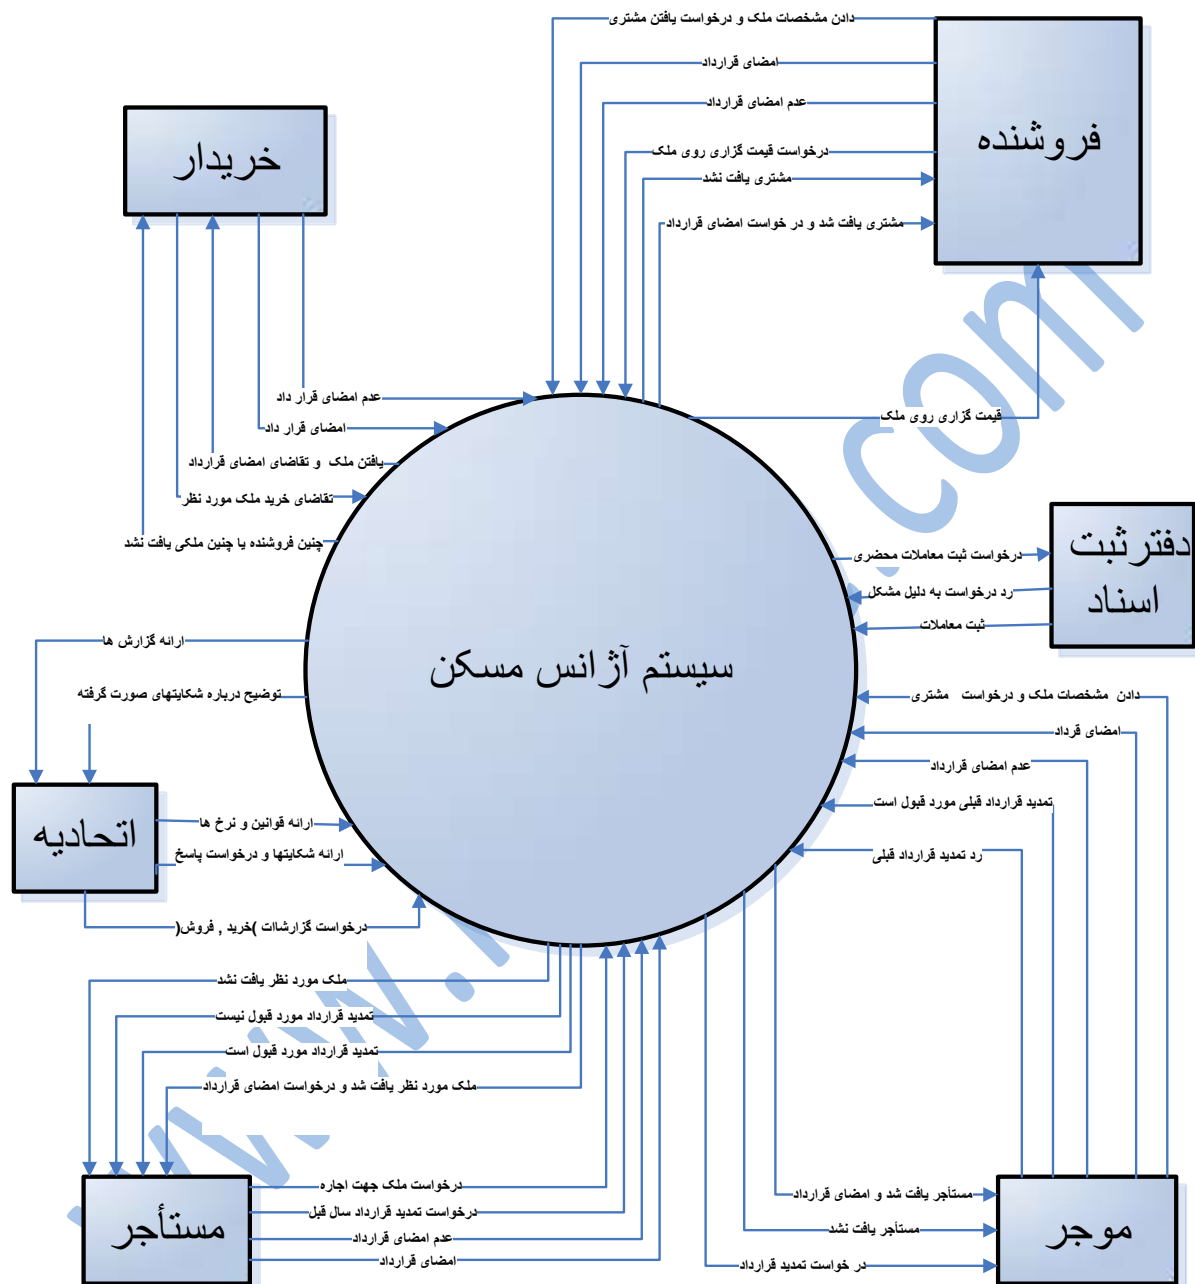 دادن مشخصات ملک و درخواست یافتن مشتری
امضای قرارداد
عدم امضای قرارداد
درخواست قیمت گزاری روی ملک
مشتری یافت نشد
مشتری یافت شد و در خواست امضای قرارداد
فروشنده
خریدار
قیمت گزاری روی ملک
عدم امضای قرار داد
امضای قرار داد
یافتن ملک و تقاضای امضای قرارداد
تقاضای خرید ملک مورد نظر
چنین فروشنده یا چنین ملکی یافت نشد
دفتر ثبت
اسناد
درخواست ثبت معاملات محضری
رد درخواست به دلیل مشکل
ثبت معاملات
سیستم آژانس مسکن
ارائه گزارش ها
توضیح درباره شکایتهای صورت گرفته
اتحادیه
ارائه قوانین و نرخ ها
ارائه شکایتها و درخواست پاسخ
درخواست گزارشاات )خرید , فروش(
دادن مشخصات ملک و درخواست مشتری
امضای قرداد
عدم امضای قرارداد
تمدید قرارداد قبلی مورد قبول است
رد تمدید قرارداد قبلی
ملک مورد نظر یافت نشد
تمدید قرارداد مورد قبول نیست
تمدید قرارداد مورد قبول است
ملک مورد نظر یافت شد و درخواست امضای قرارداد
مستأجر
درخواست ملک جهت اجاره
درخواست تمدید قرارداد سال قبل
عدم امضای قرارداد
امضای قرارداد
مستأجر یافت شد و امضای قرارداد
مستأجر یافت نشد
در خواست تمدید قرارداد
موجر